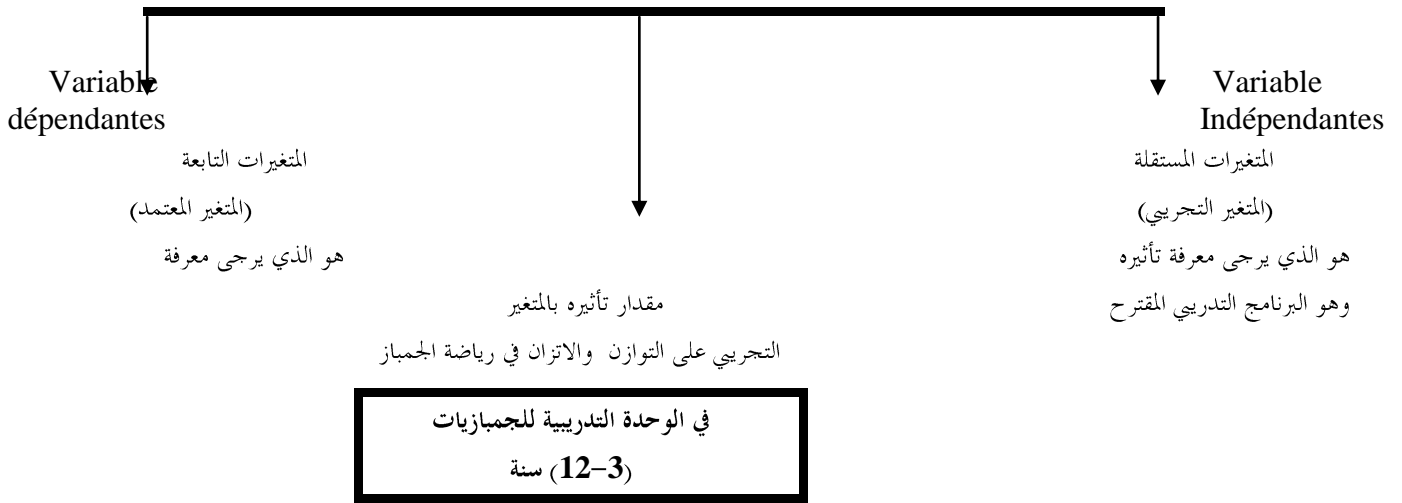 Variable
Indépendantes
المتغيرات المستقلة
(المتغير التجريبي)
هو الذي يرجى معرفة تأثيره
وهو البرنامج التدريبي المقترح
Variable
dépendantes
المتغيرات التابعة
(المتغير المعتمد)
هو الذي يرجى معرفة
مقدار تأثيره بالمتغير
التجريبي على التوازن والاتزان في رياضة الجمباز
في الوحدة التدريبية للجمبازيات
(3–12) سنة